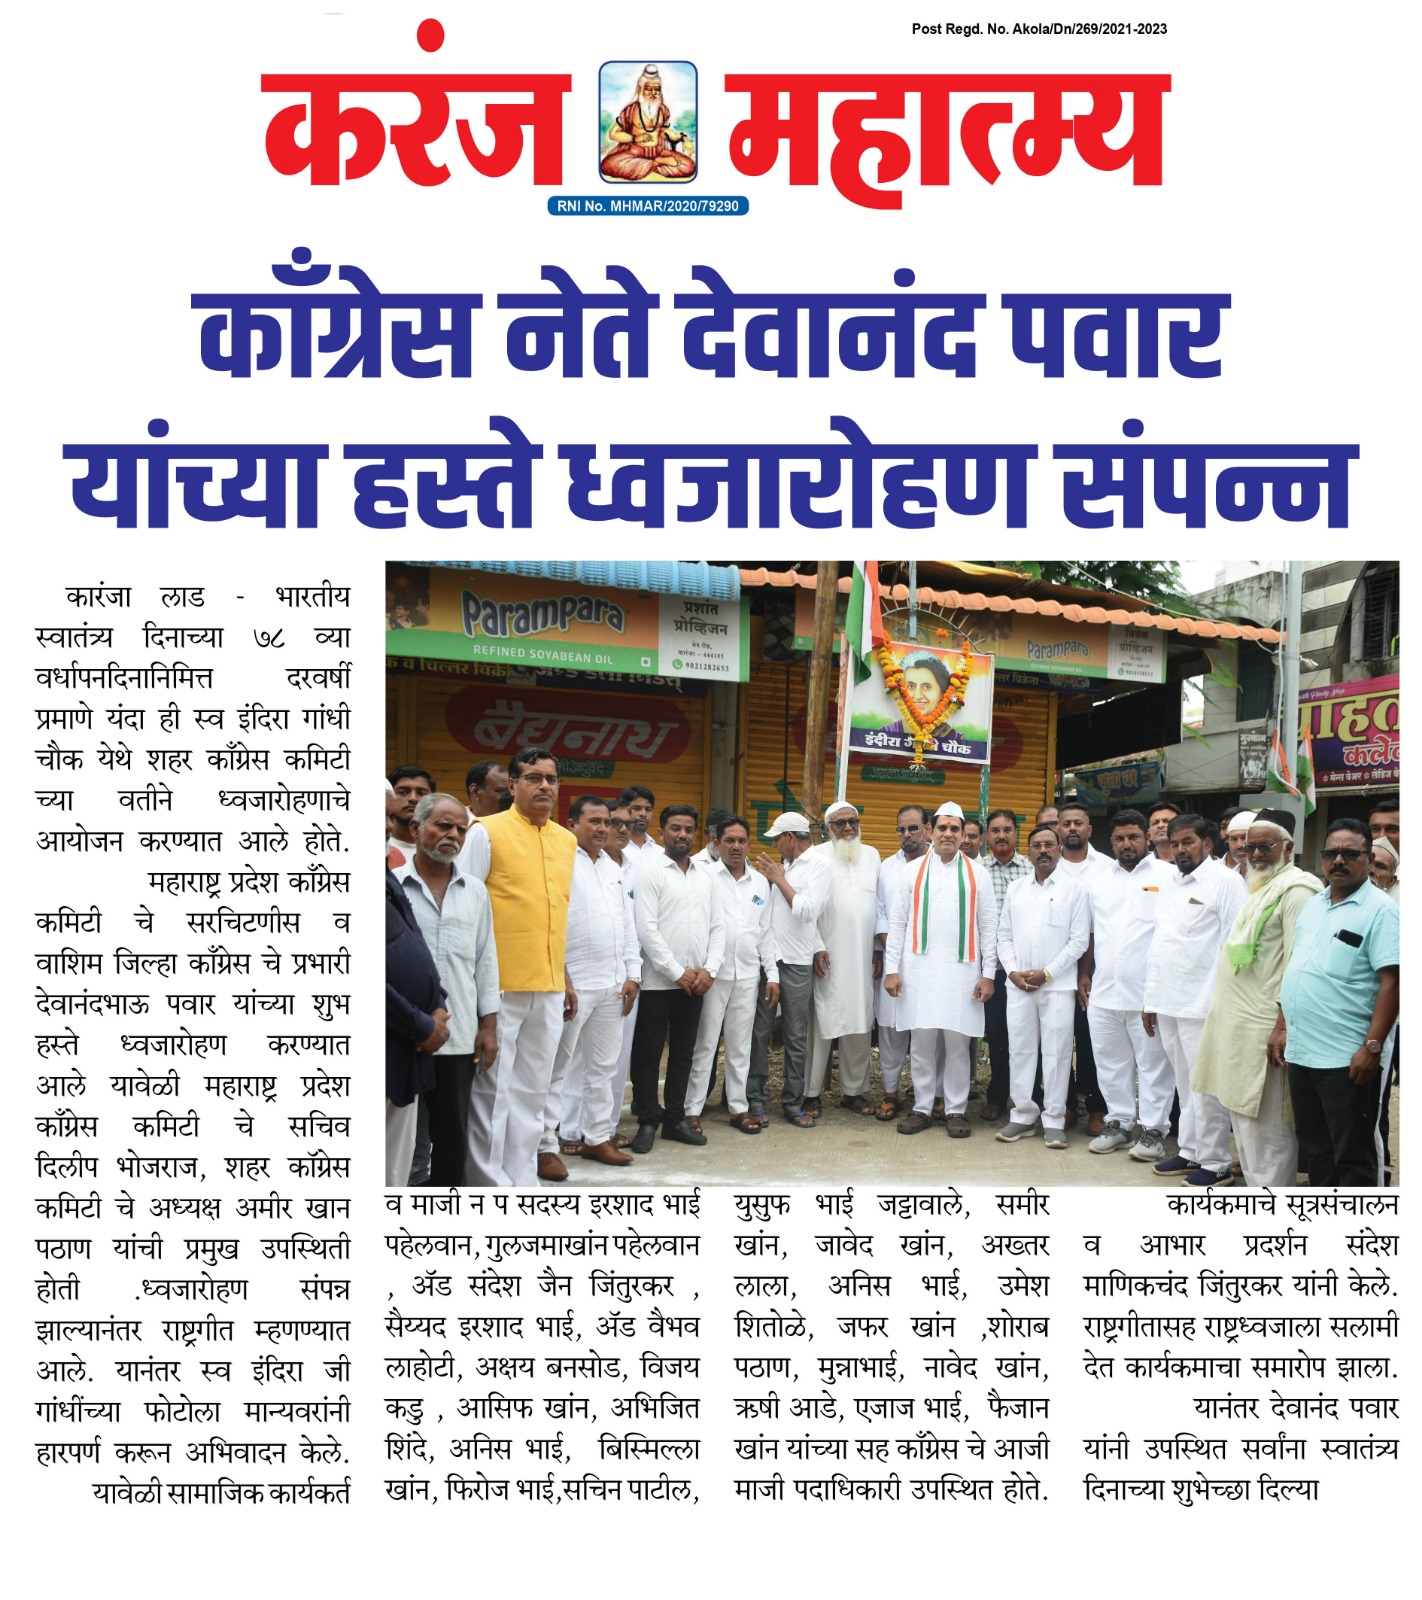 Post Regd. No. Akola/Dn/269/2021-2023
करंज महात्म्य
RNI No. MHMAR/2020/79290
काँग्रेस नेते देवानंद पवार
यांच्या हस्ते ध्वजारोहण संपन्न
कारंजा लाड - भारतीय
स्वातंत्र्य दिनाच्या ७८ व्या
वर्धापनदिनानिमित्त दरवर्षी
प्रमाणे यंदा ही स्व इंदिरा गांधी
चौक येथे शहर काँग्रेस कमिटी
च्या वतीने ध्वजारोहणाचे
आयोजन करण्यात आले होते.
महाराष्ट्र प्रदेश काँग्रेस
कमिटी चे सरचिटणीस व
वाशिम जिल्हा काँग्रेस चे प्रभारी
देवानंदभाऊ पवार यांच्या शुभ
हस्ते ध्वजारोहण करण्यात
आले यावेळी महाराष्ट्र प्रदेश
काँग्रेस कमिटी चे सचिव
दिलीप भोजराज, शहर कॉग्रेस
कमिटी चे अध्यक्ष अमीर खान
पठाण यांची प्रमुख उपस्थिती
होती .ध्वजारोहण संपन्न
झाल्यानंतर राष्ट्रगीत म्हणण्यात
आले. यानंतर स्व इंदिरा जी
गांधींच्या फोटोला मान्यवरांनी
हारपर्ण करून अभिवादन केले.
यावेळी सामाजिक कार्यकर्त
Parampara
REFINED SOYABEAN OIL
प्रशांत
प्रोव्हिजन
मेन रोड,
कारंजा - 444105
9021282653
व चिल्लर विक्रे
बैद्यनाथ
इंदीरा गांधी चौक
Parampara
कलेक्
व माजी न प सदस्य इरशाद भाई
पहेलवान, गुलजमाखांन पहेलवान
, ॲड संदेश जैन जिंतुरकर ,
सैय्यद इरशाद भाई, ॲड वैभव
लाहोटी, अक्षय बनसोड, विजय
कडु , आसिफ खांन, अभिजित
शिंदे, अनिस भाई, बिस्मिल्ला
खांन, फिरोज भाई,सचिन पाटील,
युसुफ भाई जट्टावाले, समीर
खांन, जावेद खांन, अख्तर
लाला, अनिस भाई, उमेश
शितोळे, जफर खांन ,शोराब
पठाण, मुन्नाभाई, नावेद खांन,
ऋषी आडे, एजाज भाई, फैजान
खांन यांच्या सह काँग्रेस चे आजी
माजी पदाधिकारी उपस्थित होते.
कार्यकमाचे सूत्रसंचालन
व आभार प्रदर्शन संदेश
माणिकचंद जिंतुरकर यांनी केले.
राष्ट्रगीतासह राष्ट्रध्वजाला सलामी
देत कार्यकमाचा समारोप झाला.
यानंतर देवानंद पवार
यांनी उपस्थित सर्वांना स्वातंत्र्य
दिनाच्या शुभेच्छा दिल्या